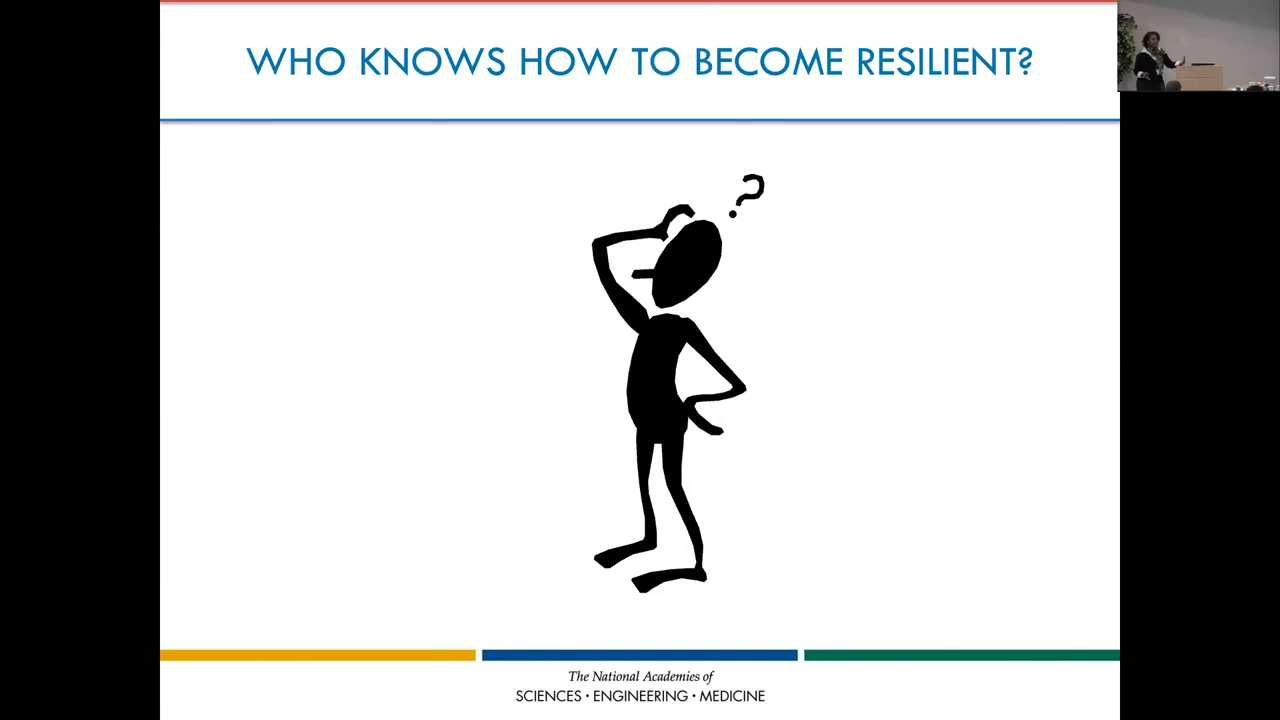 WHO KNOWS HOW TO BECOME RESILIENT?
?
The National Academies of
SCIENCES · ENGINEERING · MEDICINE